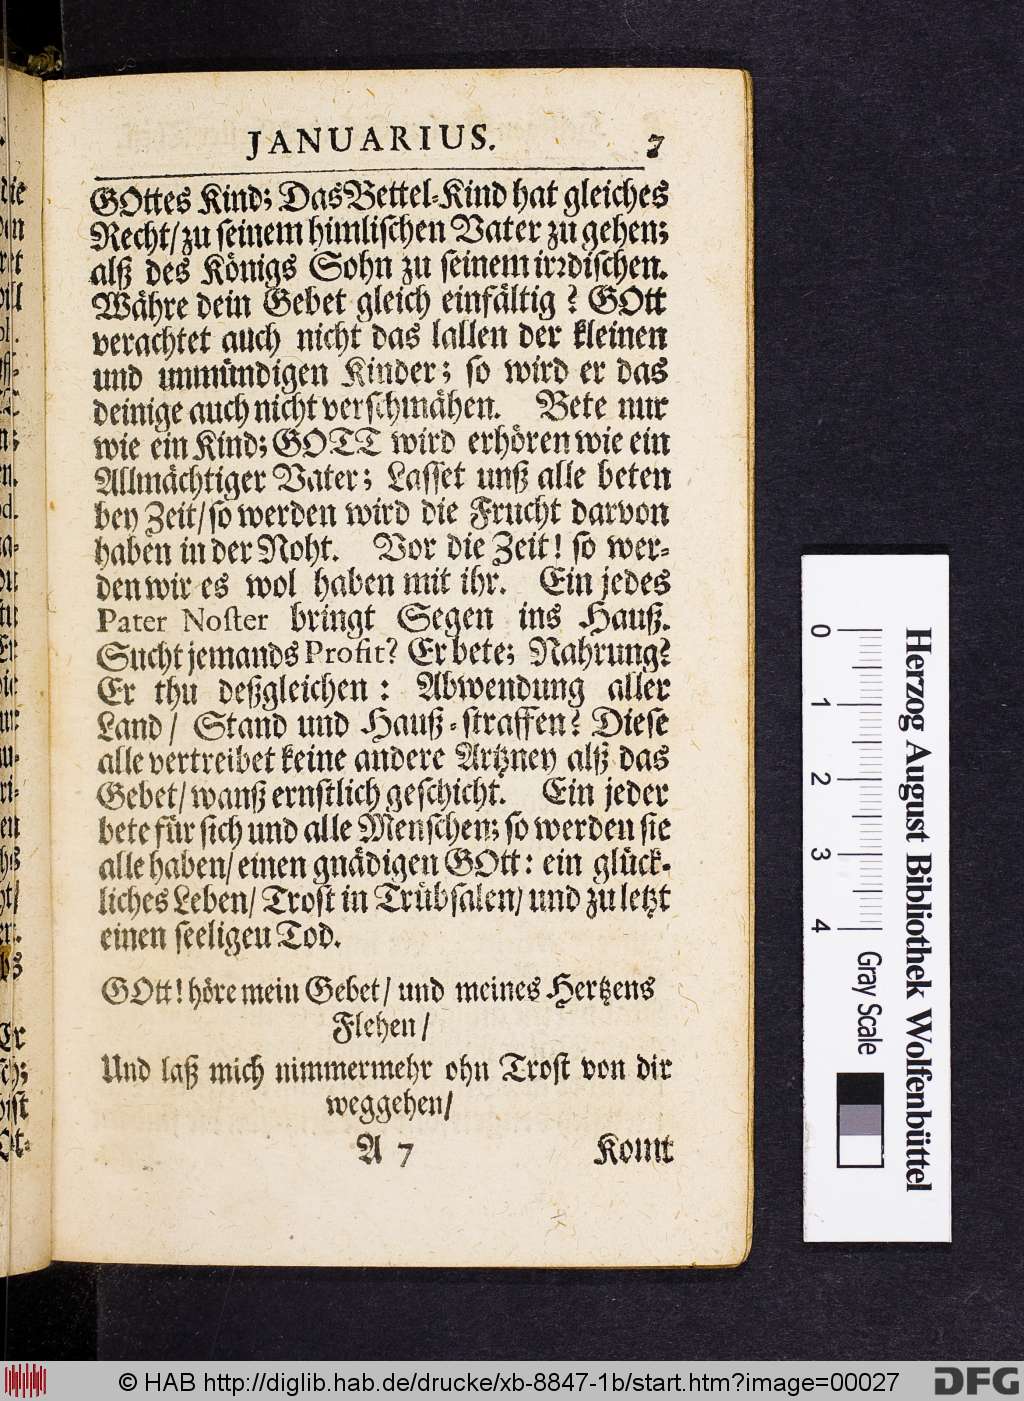 JANUARIUS. 7
GOttes Kind; Das Bettel-Kind hat gleiches
Recht/ zu seinem himlischen Vater zu gehen;
alß des Königs Sohn zu seinem irrdischen.
Währe dein Gebet gleich einfältig? GOtt
verachtet auch nicht das lallen der kleinen
und unmündigen Kinder; so wird er das
deinige auch nicht verschmähen. Bete nur
wie ein Kind; GOTT wird erhören wie ein
Allmächtiger Vater; Lasset unß alle beten
bey Zeit/ so werden wird die Frucht darvon
haben in der Noht. Vor die Zeit! so wer-
den wir es wol haben mit ihr. Ein jedes
Pater Noster bringt Segen ins Hauß.
Sucht jemands Profit? Er bete; Nahrung?
Er thu deßgleichen: Abwendung aller
Land/ Stand und Hauß-straffen? Diese
alle vertreibet keine andere Artzney alß das
Gebet/ wanß ernstlich geschicht. Ein jeder
bete für sich und alle Menschen; so werden sie
alle haben/ einen gnädigen GOtt: ein glück-
liches Leben/ Trost in Trübsalen/ und zu letzt
einen seeligen Tod.
GOtt! höre mein Gebet/ und meines Hertzens
Flehen/
Und laß mich nimmermehr ohn Trost von dir
weggehen/
A 7 Komt
0 1 2 3 4
Gray Scale
Herzog August Bibliothek Wolfenbüttel
© HAB http://diglib.hab.de/drucke/xb-8847-1b/start.htm?image=00027
DFG